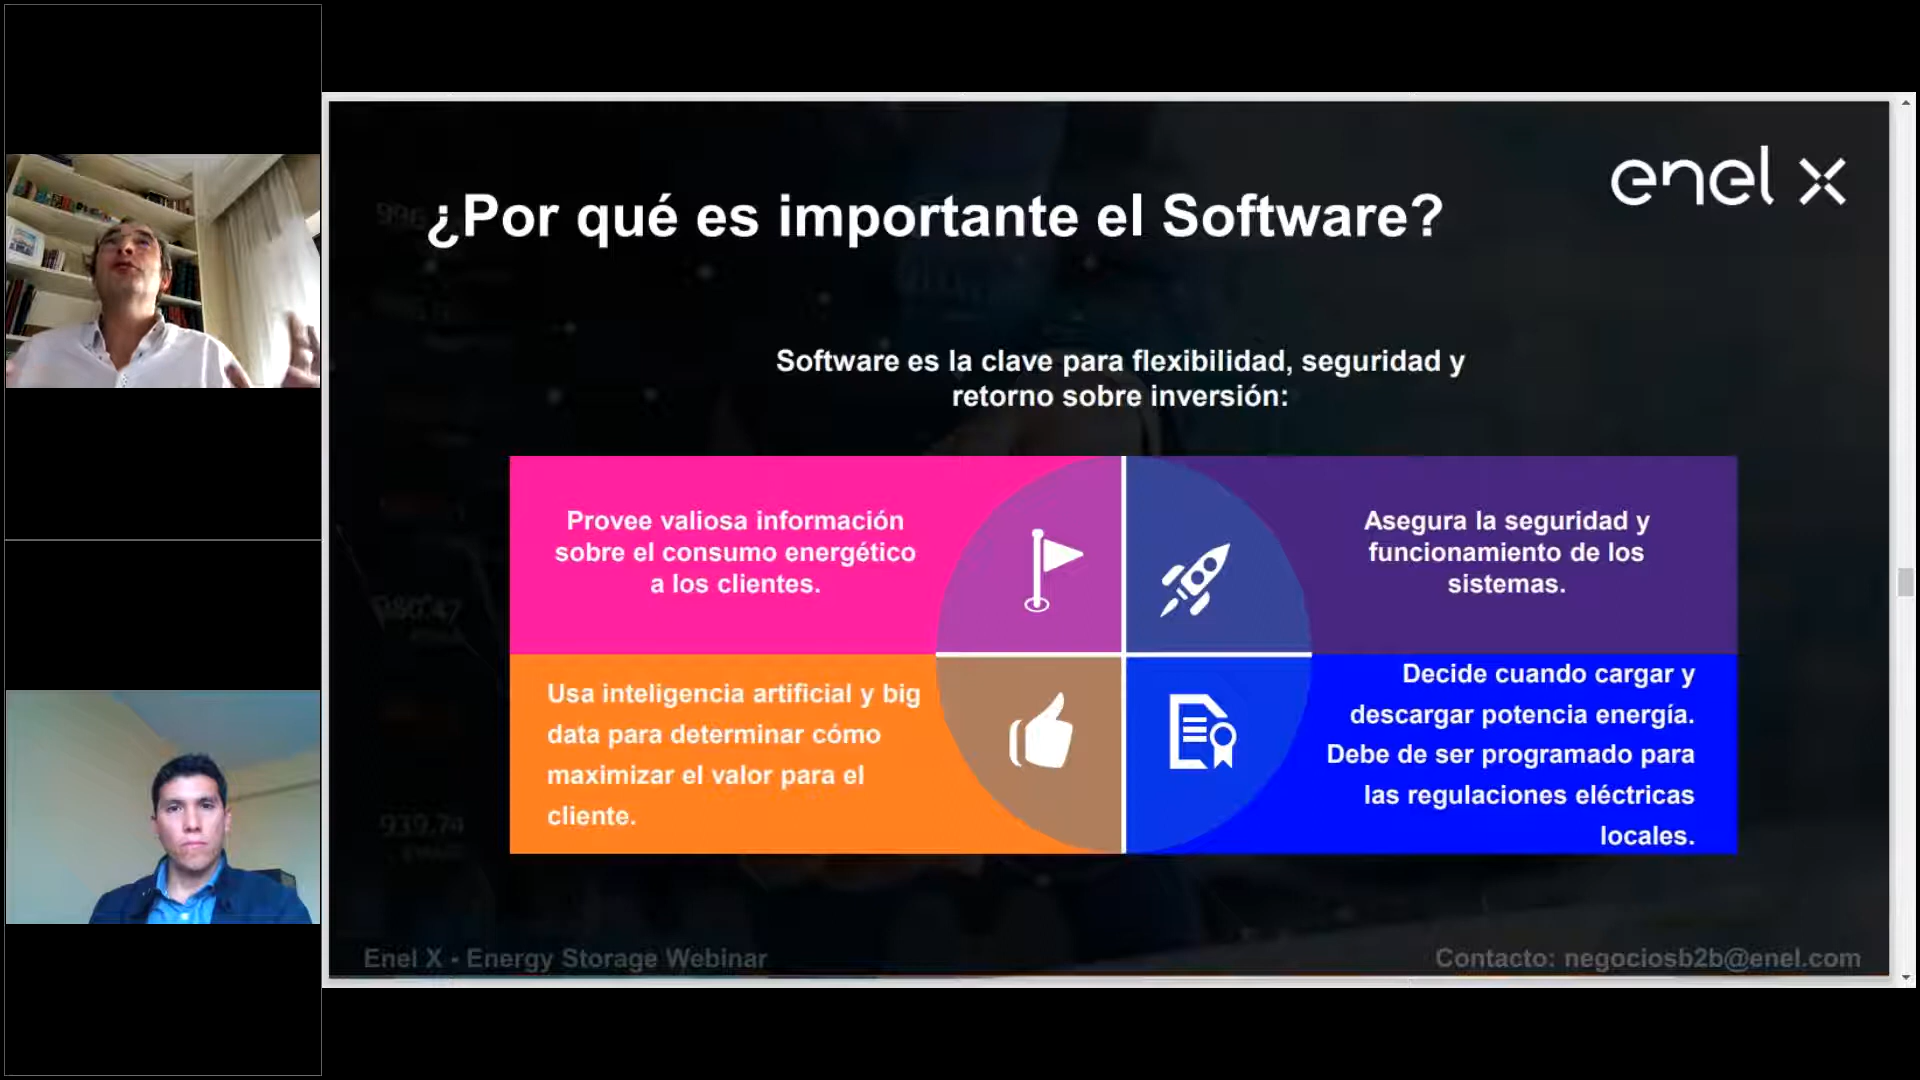 enel x
¿Por qué es importante el Software?
Software es la clave para flexibilidad, seguridad y
retorno sobre inversión:
Provee valiosa información
sobre el consumo energético
a los clientes.
Asegura la seguridad y
funcionamiento de los
sistemas.
Usa inteligencia artificial y big
data para determinar cómo
maximizar el valor para el
cliente.
Decide cuando cargar y
descargar potencia energía.
Debe de ser programado para
las regulaciones eléctricas
locales.
Enel X - Energy Storage Webinar
Contacto: negociosb2b@enel.com
939.74